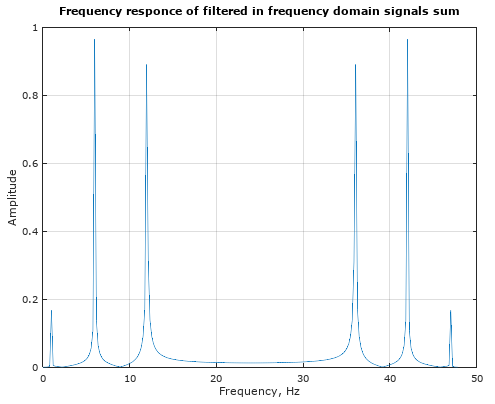 Frequency responce of filtered in frequency domain signals sum
1
0.8
0.6
0.4
0.2
0
0 10 20 30 40 50
Amplitude
Frequency, Hz